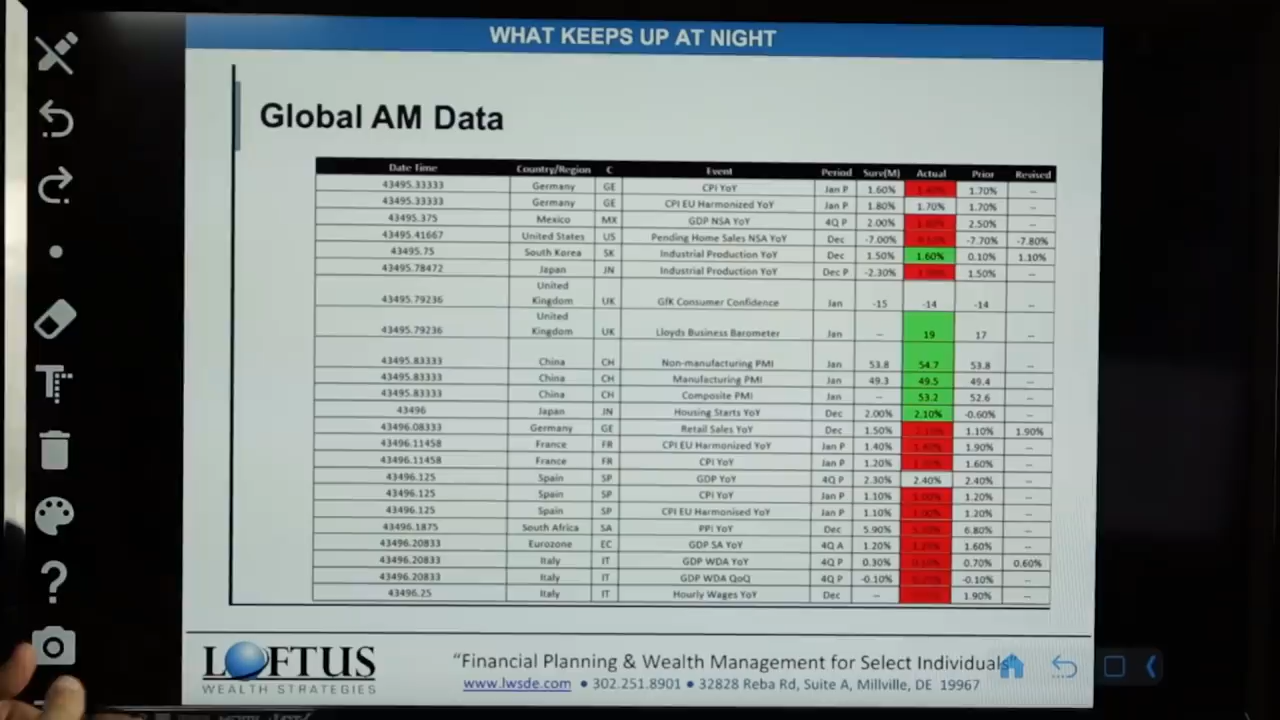 WHAT KEEPS UP AT NIGHT
Global AM Data
Date Time Country/Region C Event Period Surv(M) Actual Prior Revised
43495.33333 Germany GE CPI YoY Jan P 1.60% 1.70% --
43495.33333 Germany GE CPI EU Harmonized YoY Jan P 1.80% 1.70% 1.70% --
43495.375 Mexico MX GDP NSA YoY 4Q P 2.00% 2.50% --
43495.41667 United States US Pending Home Sales NSA YoY Dec -7.00% -7.70% -7.80%
43495.75 South Korea SK Industrial Production YoY Dec 1.50% 1.60% 0.10% 1.10%
43495.78472 Japan JN Industrial Production YoY Dec P -2.30% 1.50% --
United
43495.79236 Kingdom UK GfK Consumer Confidence Jan -15 -14 -14 --
United
43495.79236 Kingdom UK Lloyds Business Barometer Jan -- 19 17 --
43495.83333 China CH Non-manufacturing PMI Jan 53.8 54.7 53.8 --
43495.83333 China CH Manufacturing PMI Jan 49.3 49.5 49.4 --
43495.83333 China CH Composite PMI Jan -- 53.2 52.6 --
43496 Japan JN Housing Starts YoY Dec 2.00% 2.10% -0.60% --
43496.08333 Germany GE Retail Sales YoY Dec 1.50% 1.10% 1.90%
43496.11458 France FR CPI EU Harmonized YoY Jan P 1.40% 1.90% --
43496.11458 France FR CPI YoY Jan P 1.20% 1.60% --
43496.125 Spain SP GDP YoY 4Q P 2.30% 2.40% 2.40% --
43496.125 Spain SP CPI YoY Jan P 1.10% 1.20% --
43496.125 Spain SP CPI EU Harmonised YoY Jan P 1.10% 1.20% --
43496.1875 South Africa SA PPI YoY Dec 5.90% 6.80% --
43496.20833 Eurozone EC GDP SA YoY 4Q A 1.20% 1.60% --
43496.20833 Italy IT GDP WDA YoY 4Q P 0.30% 0.70% 0.60%
43496.20833 Italy IT GDP WDA QoQ 4Q P -0.10% -0.10% --
43496.25 Italy IT Hourly Wages YoY Dec -- 1.90% --
LOFTUS
WEALTH STRATEGIES
“Financial Planning & Wealth Management for Select Individuals”
www.lwsde.com • 302.251.8901 • 32828 Reba Rd, Suite A, Millville, DE 19967